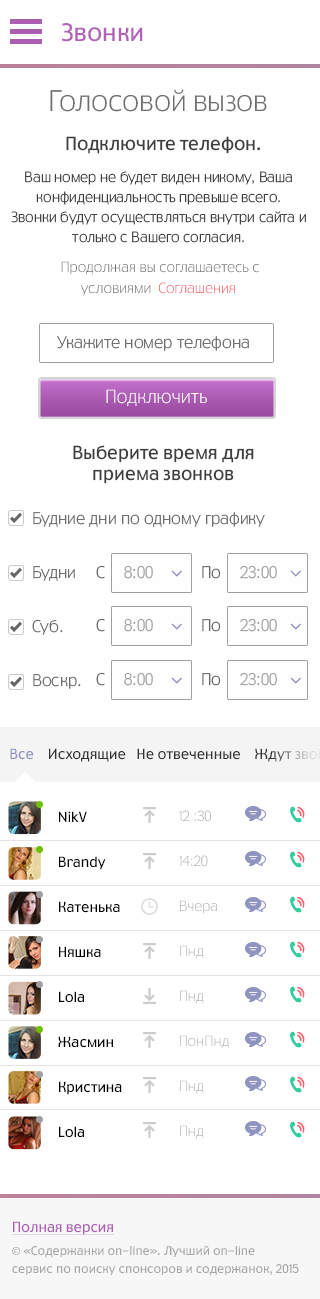 Звонки
Голосовой вызов
Подключите телефон.
Ваш номер не будет виден никому, Ваша
конфиденциальность превыше всего.
Звонки будут осуществляться внутри сайта и
только с Вашего согласия.
Продолжая вы соглашаетесь с
условиями Соглашения
Укажите номер телефона
Подключить
Выберите время для
приема звонков
Будние дни по одному графику
Будни С 8:00 По 23:00
Суб. С 8:00 По 23:00
Воскр. С 8:00 По 23:00
Все Исходящие Не отвеченные Ждут зво
NikV 12 :30
Brandy 14:20
Катенька Вчера
Няшка Пнд
Lola Пнд
Жасмин ПонПнд
Кристина Пнд
Lola Пнд
Полная версия
© «Содержанки on-line». Лучший on-line
сервис по поиску спонсоров и содержанок, 2015